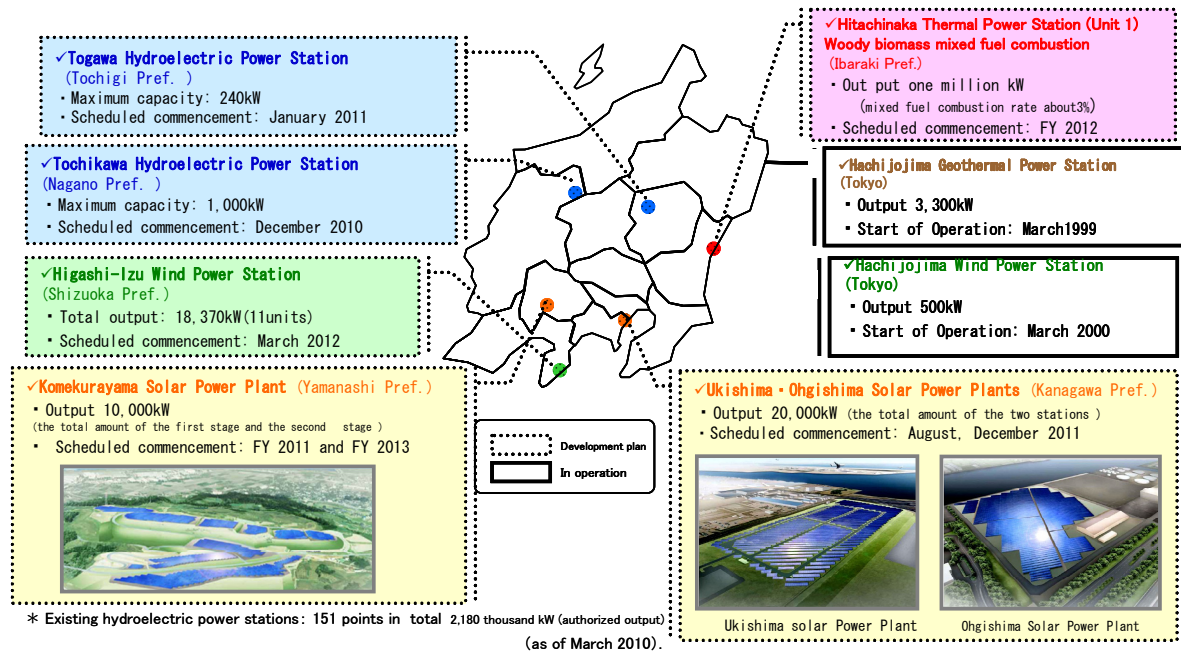 ✓Togawa Hydroelectric Power Station
(Tochigi Pref. )
・Maximum capacity: 240kW
・Scheduled commencement: January 2011
✓Tochikawa Hydroelectric Power Station
(Nagano Pref. )
・Maximum capacity: 1,000kW
・Scheduled commencement: December 2010
✓Higashi-Izu Wind Power Station
(Shizuoka Pref.)
・Total output: 18,370kW(11units)
・Scheduled commencement: March 2012
✓Komekurayama Solar Power Plant (Yamanashi Pref.)
・Output 10,000kW
(the total amount of the first stage and the second stage )
・ Scheduled commencement: FY 2011 and FY 2013
✓Hitachinaka Thermal Power Station (Unit 1)
Woody biomass mixed fuel combustion
(Ibaraki Pref.)
・Out put one million kW
(mixed fuel combustion rate about3%)
・Scheduled commencement: FY 2012
✓Hachijojima Geothermal Power Station
(Tokyo)
・Output 3,300kW
・Start of Operation: March1999
✓Hachijojima Wind Power Station
(Tokyo)
・Output 500kW
・Start of Operation: March 2000
✓Ukishima・Ohgishima Solar Power Plants (Kanagawa Pref.)
・Output 20,000kW (the total amount of the two stations )
・Scheduled commencement: August, December 2011
Ukishima solar Power Plant
Ohgishima Solar Power Plant
Development plan
In operation
＊ Existing hydroelectric power stations: 151 points in total 2,180 thousand kW (authorized output)
(as of March 2010).